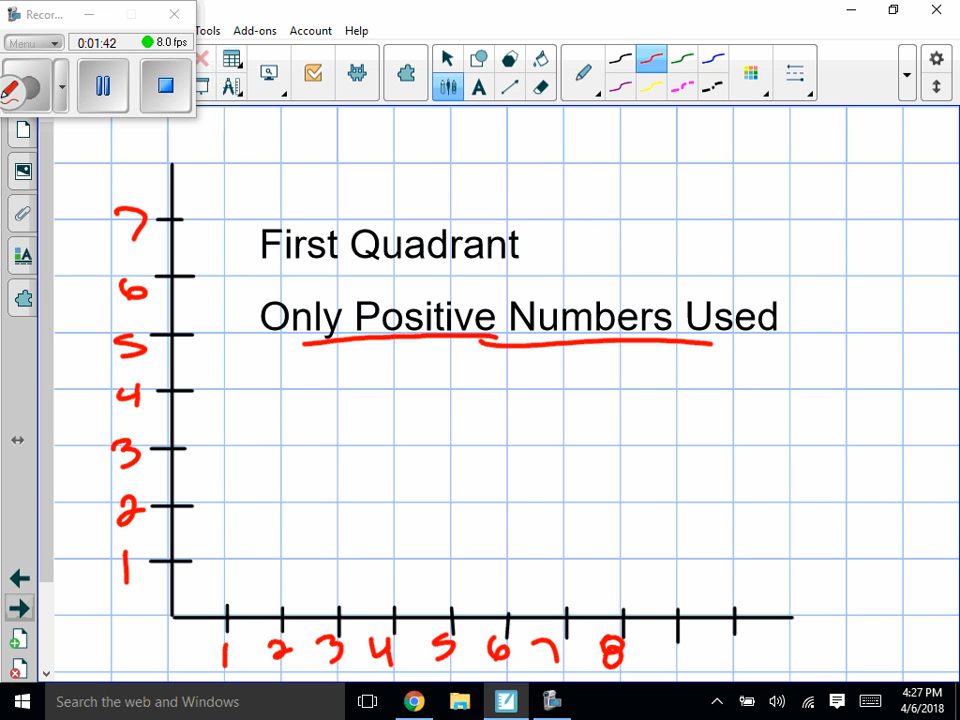 Recor...
Menu
00:01:42
8.0 fps
Tools Add-ons Account Help
7
First Quadrant
6
Only Positive Numbers Used
5
4
3
2
1
1 2 3 4 5 6 7 8
Search the web and Windows
4:27 PM
4/6/2018